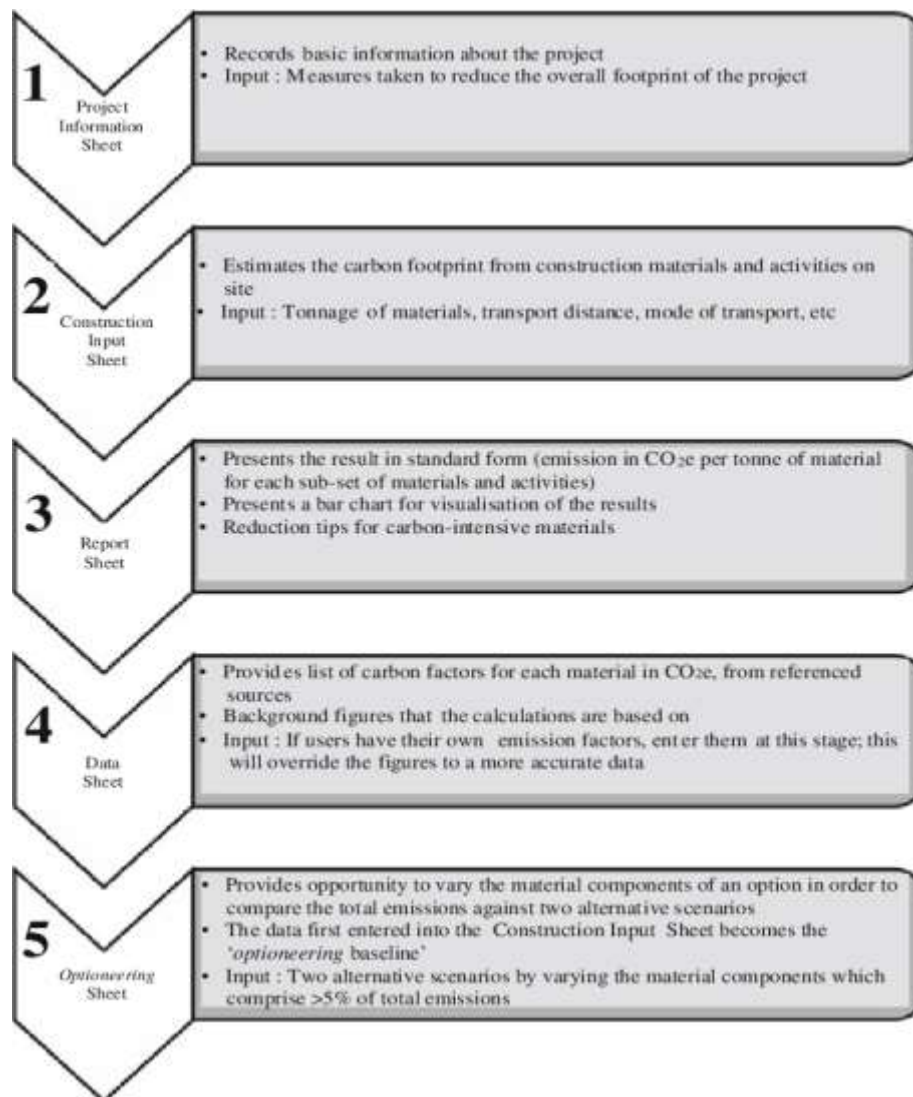 1
Project
Information
Sheet
• Records basic information about the project
• Input : Measures taken to reduce the overall footprint of the project
2
Construction
Input
Sheet
• Estimates the carbon footprint from construction materials and activities on
site
• Input : Tonnage of materials, transport distance, mode of transport, etc
3
Report
Sheet
• Presents the result in standard form (emission in CO₂e per tonne of material
for each sub-set of materials and activities)
• Presents a bar chart for visualisation of the results
• Reduction tips for carbon-intensive materials
4
Data
Sheet
• Provides list of carbon factors for each material in CO₂e, from referenced
sources
• Background figures that the calculations are based on
• Input : If users have their own emission factors, enter them at this stage; this
will override the figures to a more accurate data
5
Optioneering
Sheet
• Provides opportunity to vary the material components of an option in order to
compare the total emissions against two alternative scenarios
• The data first entered into the Construction Input Sheet becomes the
'optioneering baseline'
• Input : Two alternative scenarios by varying the material components which
comprise >5% of total emissions